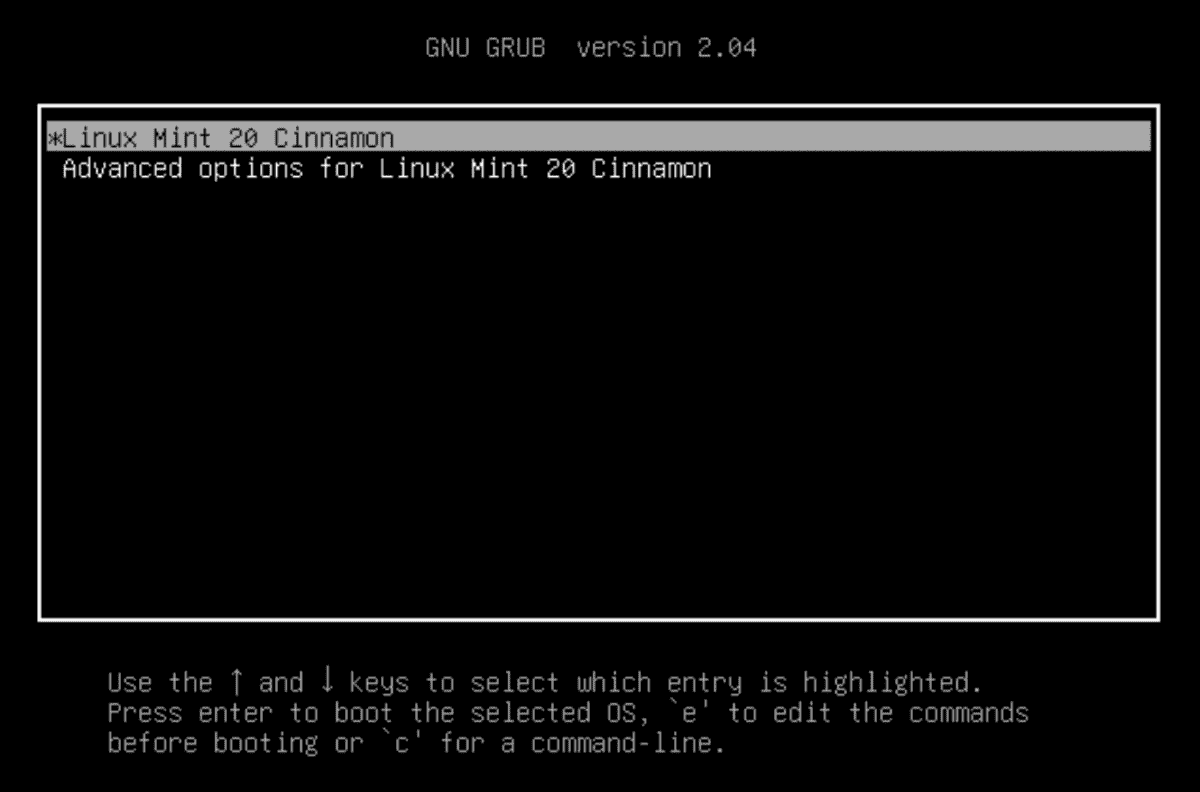 GNU GRUB  version 2.04
*Linux Mint 20 Cinnamon
Advanced options for Linux Mint 20 Cinnamon
Use the ↑ and ↓ keys to select which entry is highlighted.
Press enter to boot the selected OS, `e' to edit the commands
before booting or `c' for a command-line.